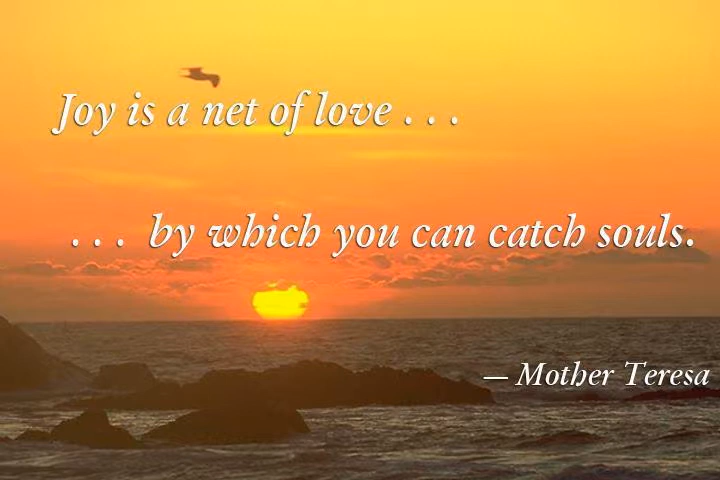 Joy is a net of love . . .
. . . by which you can catch souls.
— Mother Teresa